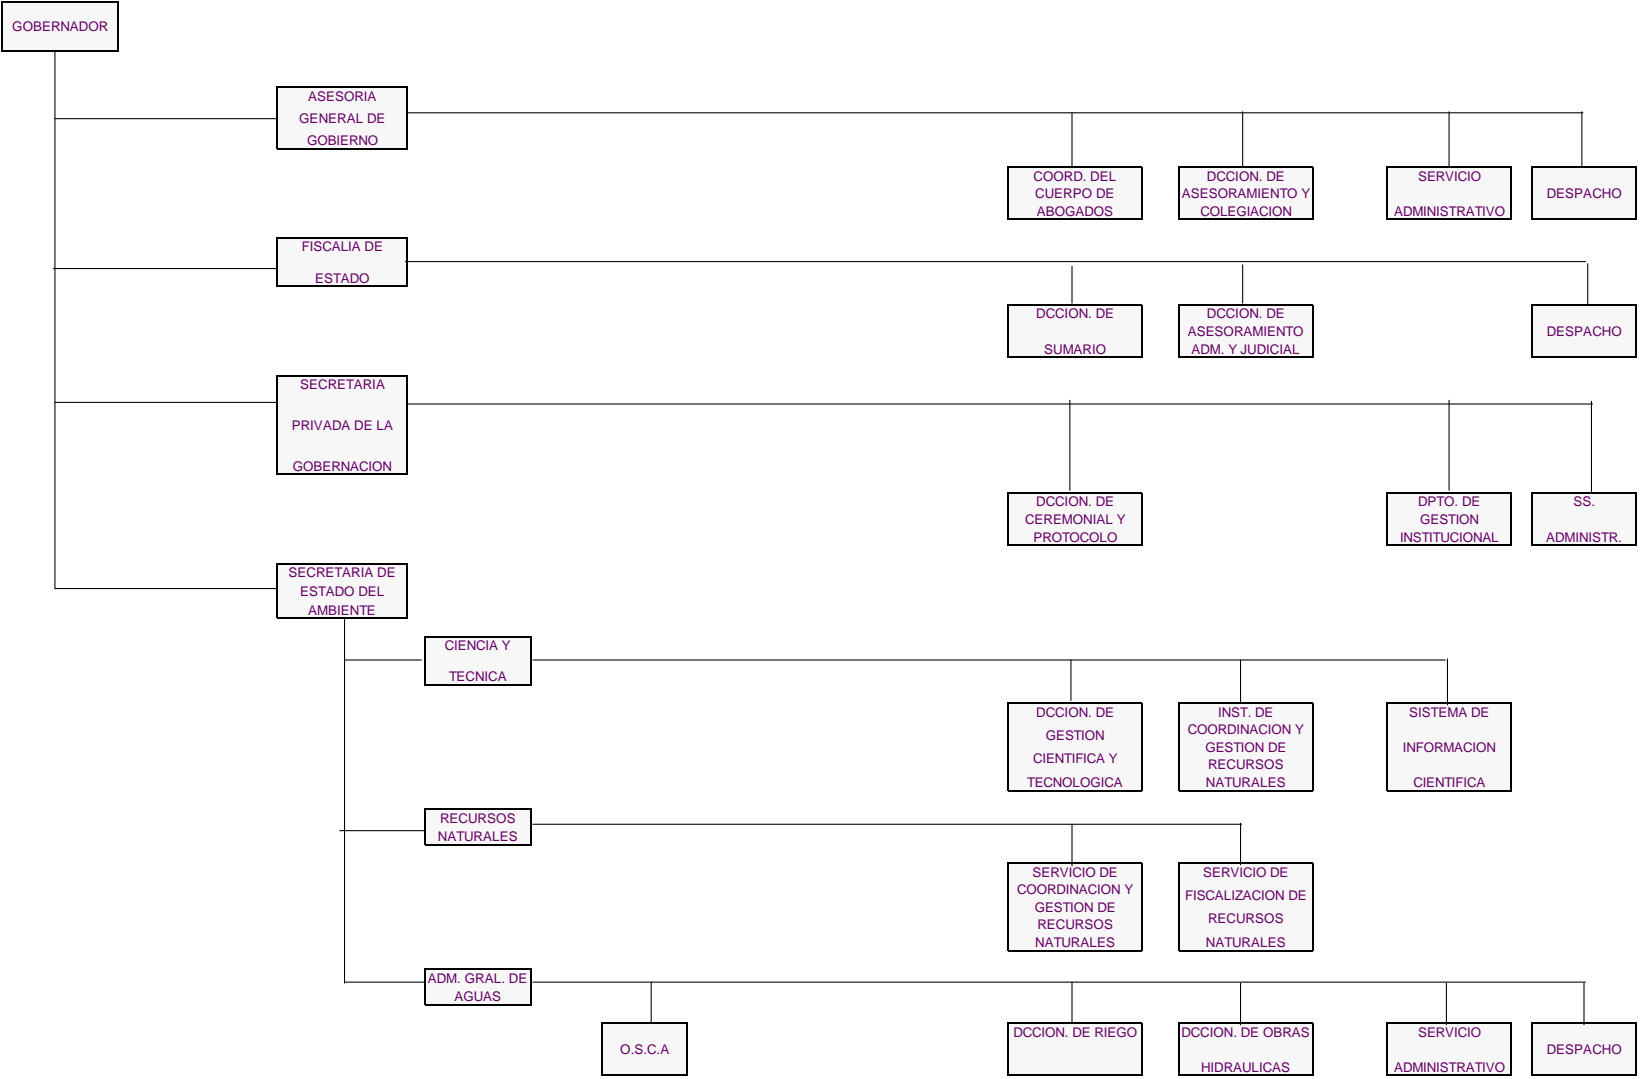 GOBERNADOR
ASESORIA
GENERAL DE
GOBIERNO
COORD. DEL
CUERPO DE
ABOGADOS
DCCION. DE
ASESORAMIENTO Y
COLEGIACION
SERVICIO
ADMINISTRATIVO
DESPACHO
FISCALIA DE
ESTADO
DCCION. DE
SUMARIO
DCCION. DE
ASESORAMIENTO
ADM. Y JUDICIAL
DESPACHO
SECRETARIA
PRIVADA DE LA
GOBERNACION
DCCION. DE
CEREMONIAL Y
PROTOCOLO
DPTO. DE
GESTION
INSTITUCIONAL
SS.
ADMINISTR.
SECRETARIA DE
ESTADO DEL
AMBIENTE
CIENCIA Y
TECNICA
DCCION. DE
GESTION
CIENTIFICA Y
TECNOLOGICA
INST. DE
COORDINACION Y
GESTION DE
RECURSOS
NATURALES
SISTEMA DE
INFORMACION
CIENTIFICA
RECURSOS
NATURALES
SERVICIO DE
COORDINACION Y
GESTION DE
RECURSOS
NATURALES
SERVICIO DE
FISCALIZACION DE
RECURSOS
NATURALES
ADM. GRAL. DE
AGUAS
O.S.C.A
DCCION. DE RIEGO
DCCION. DE OBRAS
HIDRAULICAS
SERVICIO
ADMINISTRATIVO
DESPACHO